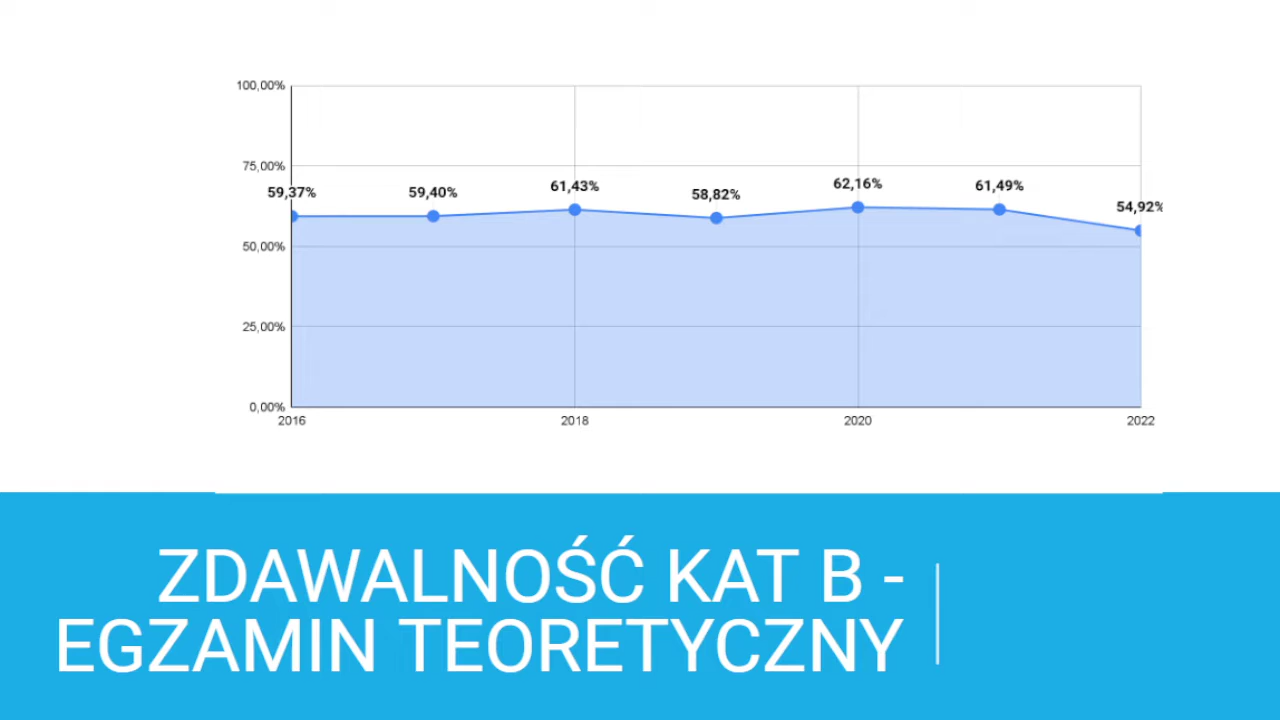 100,00%
75,00%
59,37% 59,40% 61,43% 58,82% 62,16% 61,49% 54,92%
50,00%
25,00%
0,00%
2016 2018 2020 2022
ZDAWALNOŚĆ KAT B -
EGZAMIN TEORETYCZNY